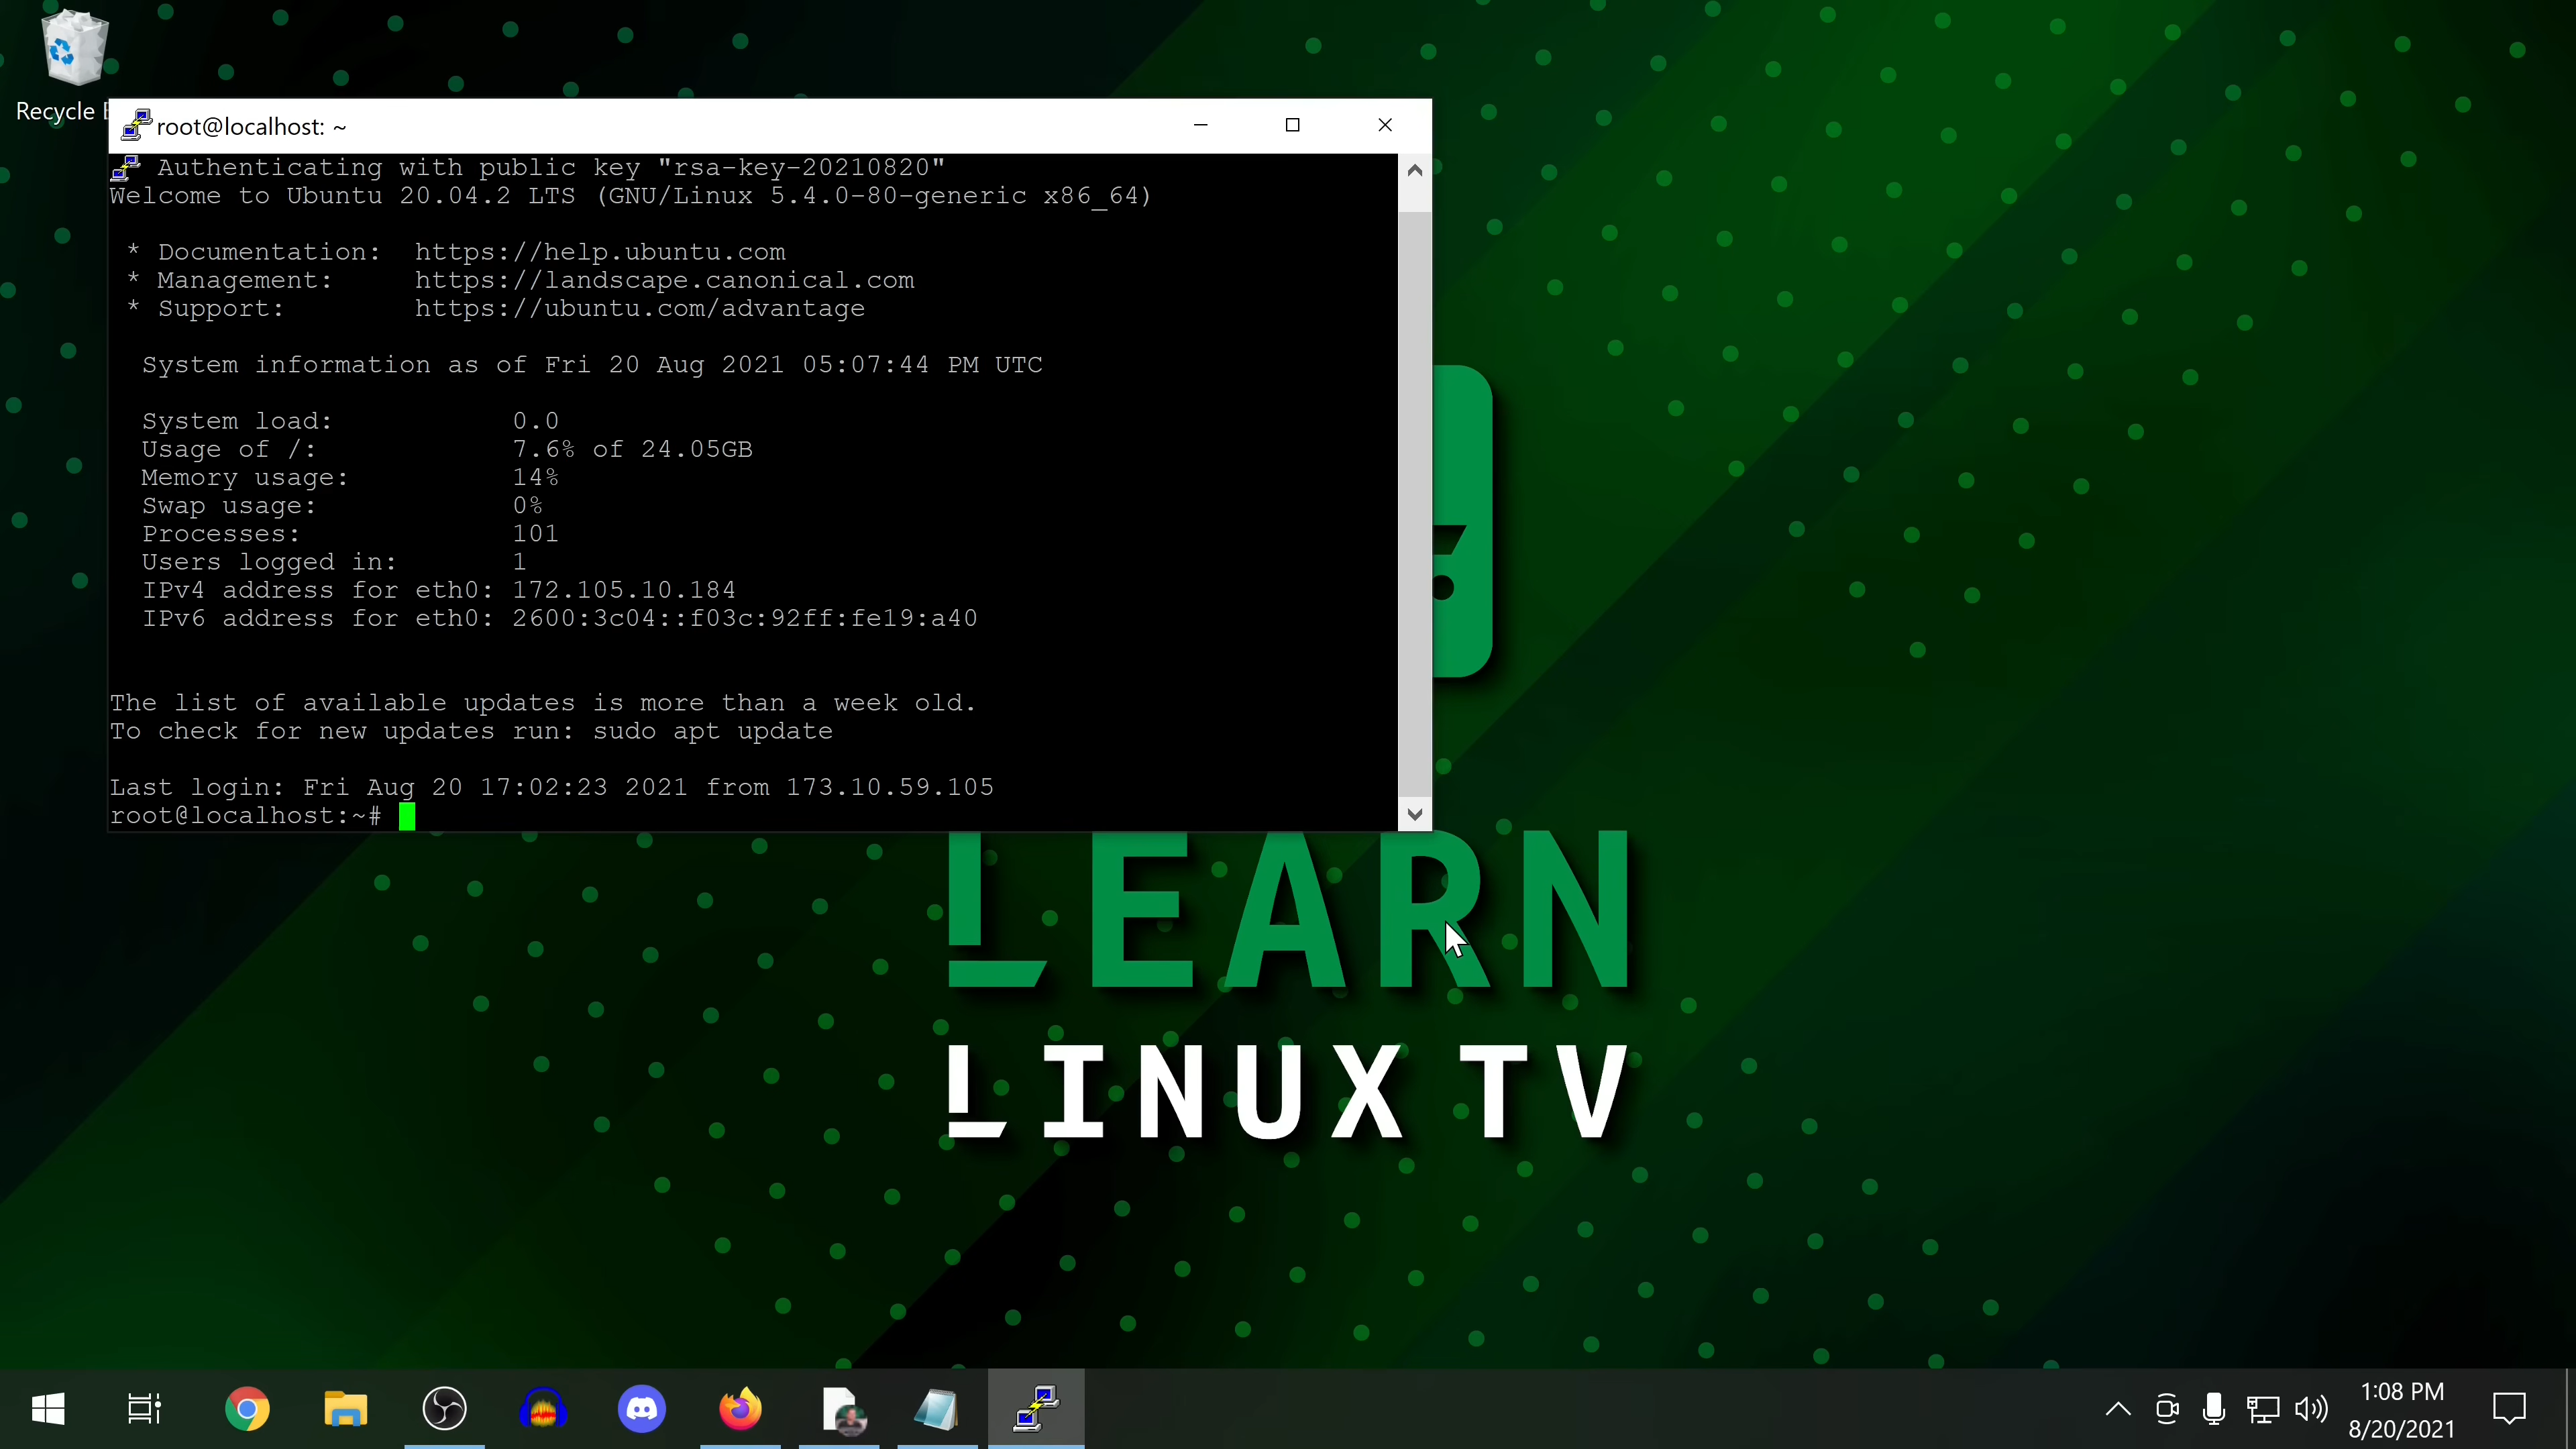 Recycle
root@localhost: ~
Authenticating with public key "rsa-key-20210820"
Welcome to Ubuntu 20.04.2 LTS (GNU/Linux 5.4.0-80-generic x86_64)
* Documentation:  https://help.ubuntu.com
* Management:     https://landscape.canonical.com
* Support:        https://ubuntu.com/advantage
System information as of Fri 20 Aug 2021 05:07:44 PM UTC
System load:           0.0
Usage of /:            7.6% of 24.05GB
Memory usage:          14%
Swap usage:            0%
Processes:             101
Users logged in:       1
IPv4 address for eth0: 172.105.10.184
IPv6 address for eth0: 2600:3c04::f03c:92ff:fe19:a40
The list of available updates is more than a week old.
To check for new updates run: sudo apt update
Last login: Fri Aug 20 17:02:23 2021 from 173.10.59.105
root@localhost:~#
LEARN
LINUX TV
1:08 PM
8/20/2021